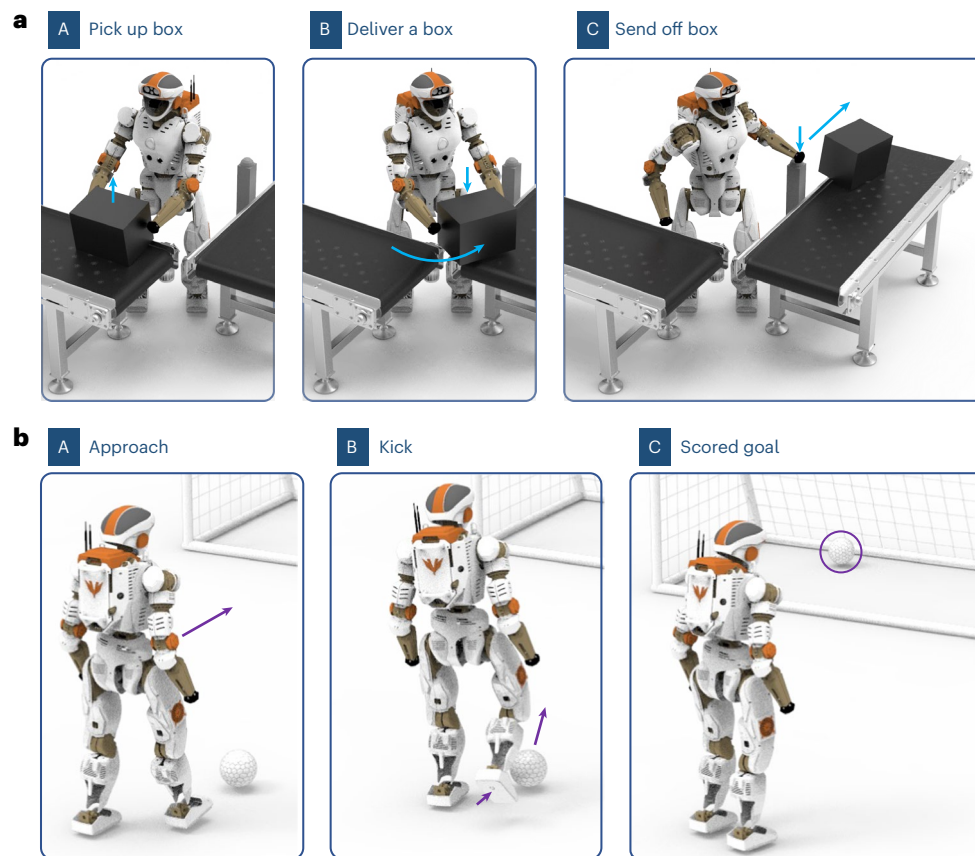 a
A Pick up box
B Deliver a box
C Send off box
b
A Approach
B Kick
C Scored goal